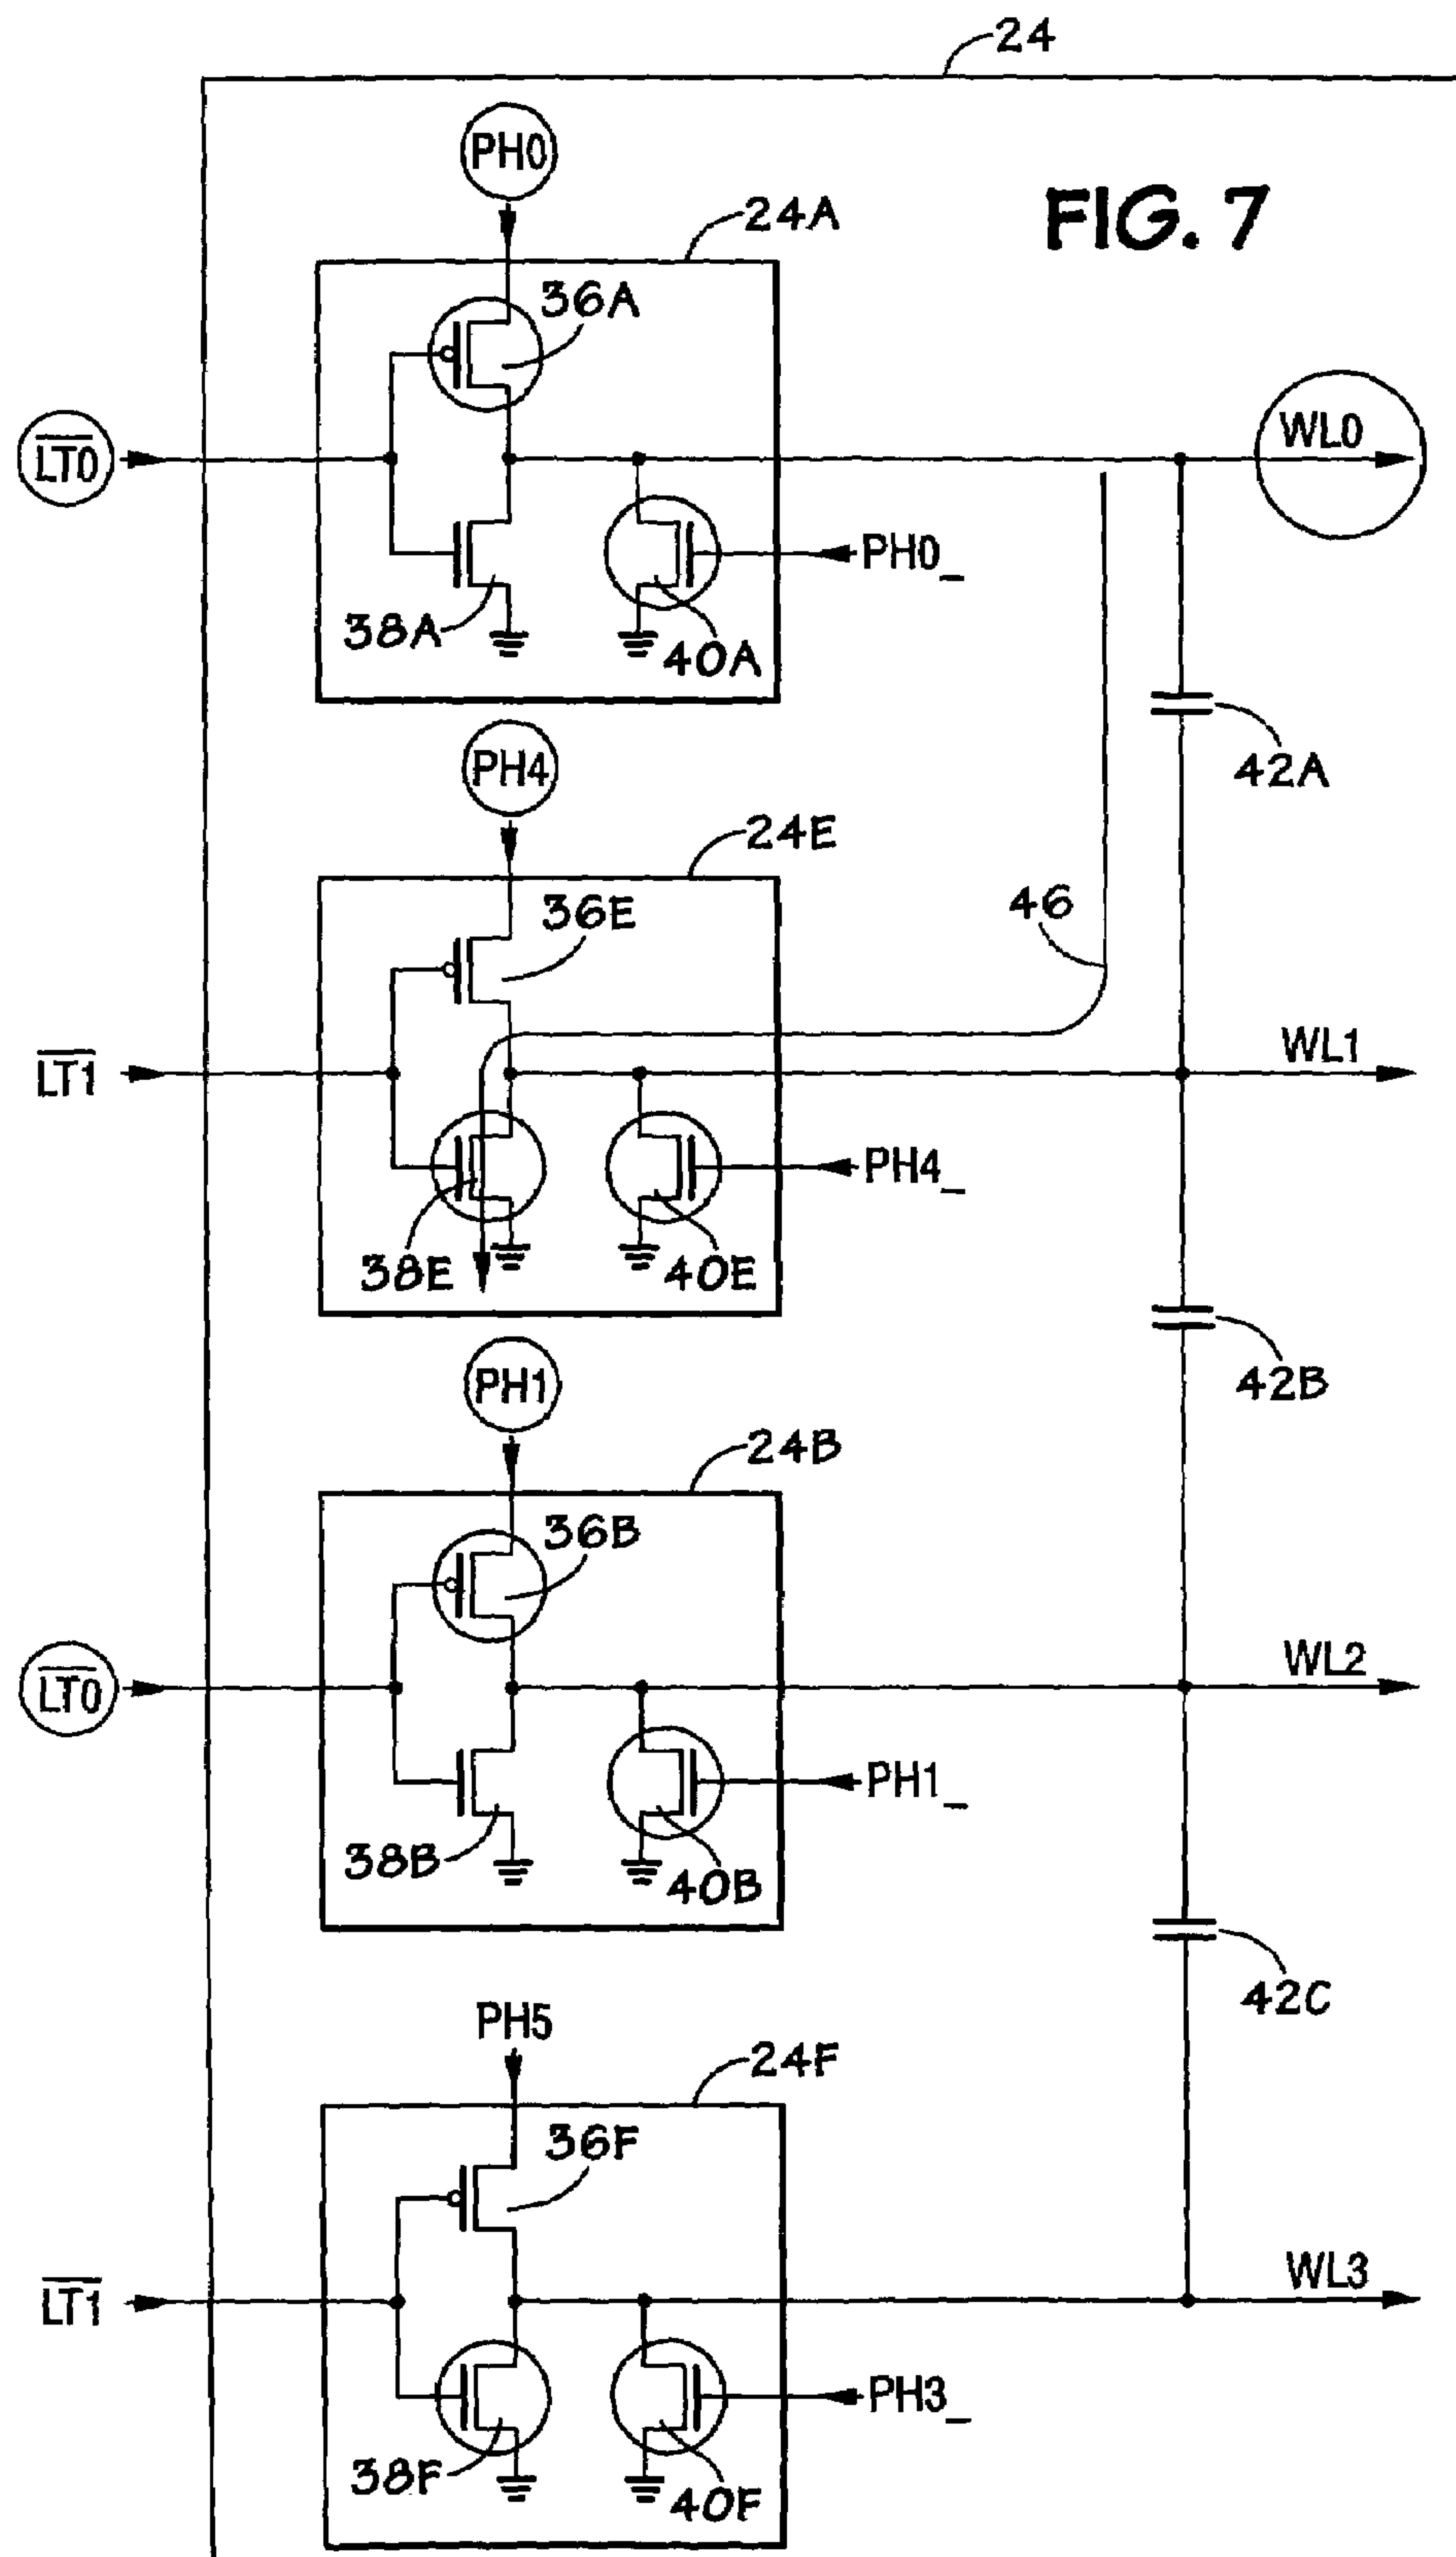 24
PH0
24A
FIG. 7
36A
LT0
WL0
PH0_
38A
40A
42A
PH4
24E
36E
46
LT1
WL1
PH4_
38E
40E
42B
PH1
24B
36B
LT0
WL2
PH1_
38B
40B
42C
PH5
24F
36F
LT1
WL3
PH3_
38F
40F